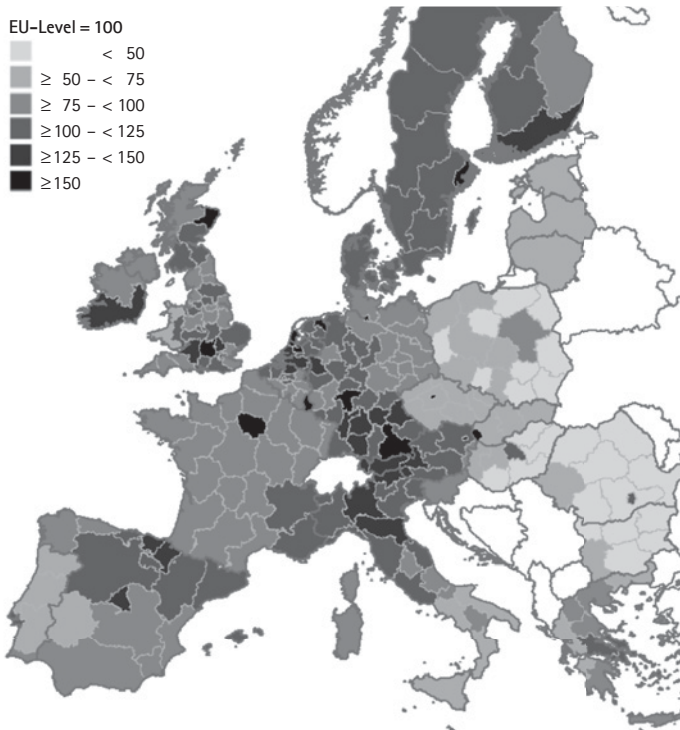 EU-Level = 100
< 50
≥ 50 – < 75
≥ 75 – < 100
≥100 – < 125
≥125 – < 150
≥150